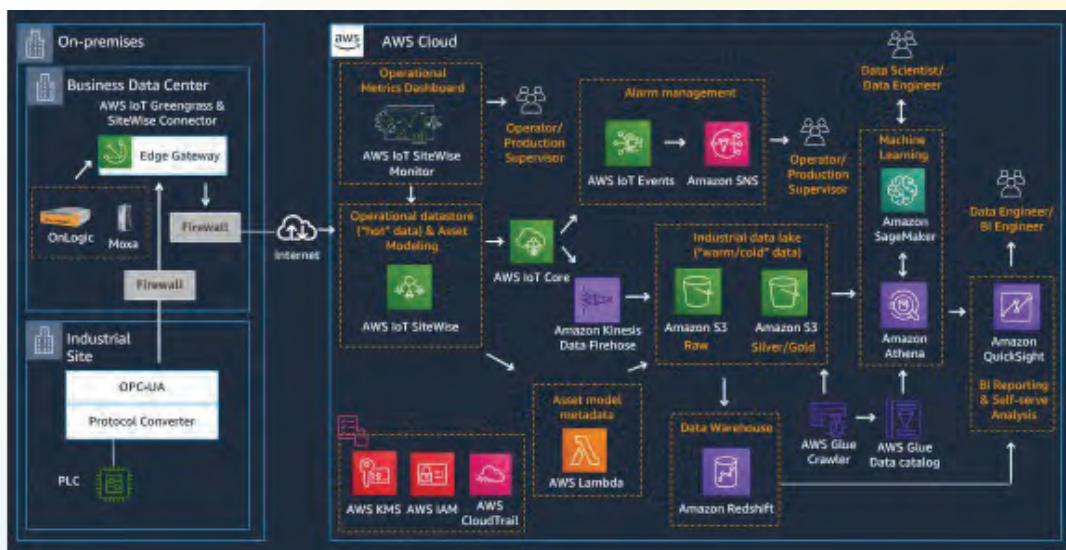 On-premises
Business Data Center
AWS IoT Greengrass &
SiteWise Connector
Edge Gateway
OnLogic
Moxa
Firewall
Firewall
Internet
Industrial
Site
OPC-UA
Protocol Converter
PLC
aws
AWS Cloud
Operational
Metrics Dashboard
AWS IoT SiteWise
Monitor
Operator/
Production
Supervisor
Alarm management
AWS IoT Events
Amazon SNS
Operator/
Production
Supervisor
Data Scientist/
Data Engineer
Machine
Learning
Amazon
SageMaker
Amazon
Athena
Data Engineer/
BI Engineer
Amazon
QuickSight
BI Reporting
& Self-serve
Analysis
Operational datastore
("hot" data) & Asset
Modeling
AWS IoT SiteWise
AWS IoT Core
Amazon Kinesis
Data Firehose
Industrial data lake
("warm/cold" data)
Amazon S3
Raw
Amazon S3
Silver/Gold
Asset model
metadata
AWS Lambda
Data Warehouse
Amazon Redshift
AWS Glue
Crawler
AWS Glue
Data catalog
AWS KMS
AWS IAM
AWS
CloudTrail